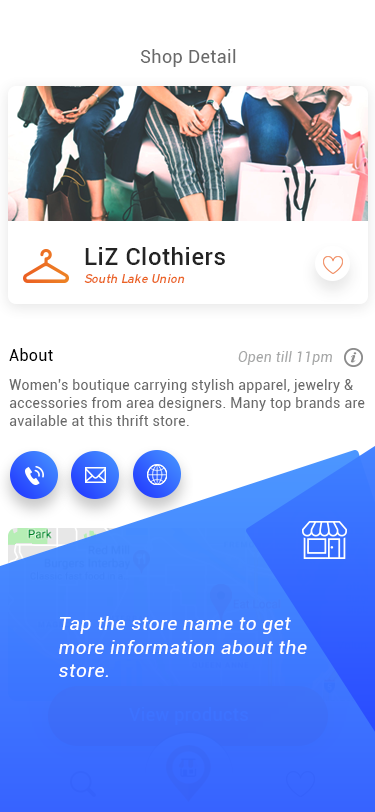 Shop Detail
LiZ Clothiers
South Lake Union
About
Open till 11pm
Women's boutique carrying stylish apparel, jewelry &
accessories from area designers. Many top brands are
available at this thrift store.
Park
Tap the store name to get
more information about the
store.
View products